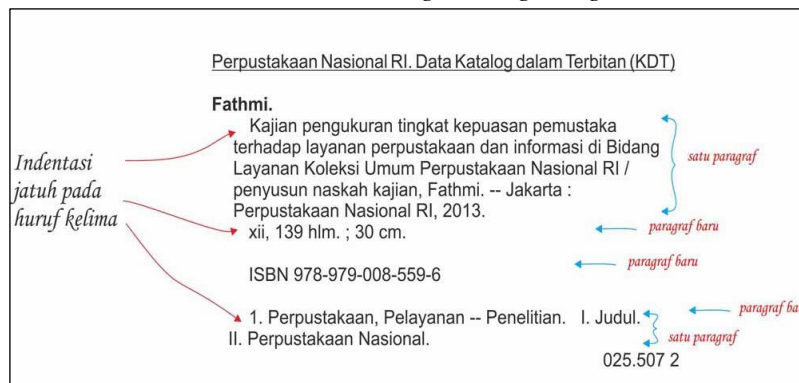 Perpustakaan Nasional RI. Data Katalog dalam Terbitan (KDT)
Fathmi.
Kajian pengukuran tingkat kepuasan pemustaka
terhadap layanan perpustakaan dan informasi di Bidang
Layanan Koleksi Umum Perpustakaan Nasional RI /
penyusun naskah kajian, Fathmi. -- Jakarta :
Perpustakaan Nasional RI, 2013.
satu paragraf
Indentasi
jatuh pada
huruf kelima
xii, 139 hlm. ; 30 cm.
paragraf baru
ISBN 978-979-008-559-6
paragraf baru
1. Perpustakaan, Pelayanan -- Penelitian. I. Judul.
paragraf ba
II. Perpustakaan Nasional.
satu paragraf
025.507 2